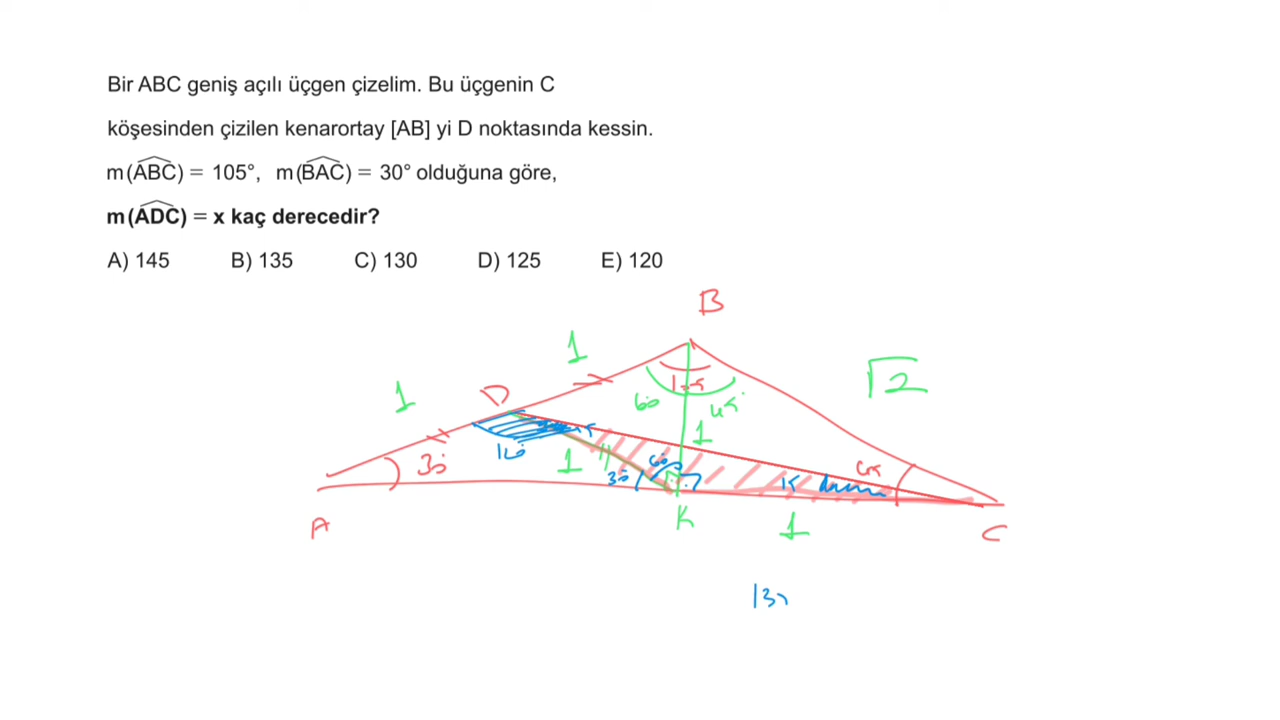 Bir ABC geniş açılı üçgen çizelim. Bu üçgenin C
köşesinden çizilen kenarortay [AB] yi D noktasında kessin.
m(ABC) = 105°, m(BAC) = 30° olduğuna göre,
m(ADC) = x kaç derecedir?
A) 145 B) 135 C) 130 D) 125 E) 120
B
1
√2
1
D
60 45
1
30
120
1
30
60
15
45
A
K
1
C